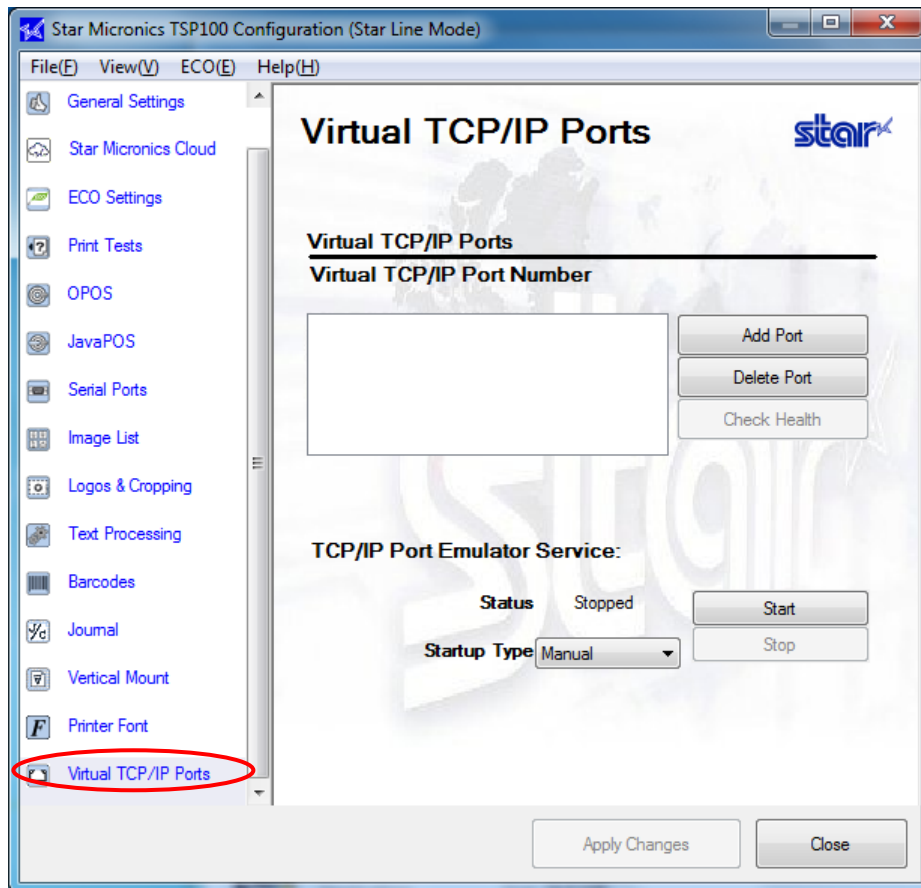 Star Micronics TSP100 Configuration (Star Line Mode)
File(F) View(V) ECO(E) Help(H)
General Settings
Star Micronics Cloud
ECO Settings
Print Tests
OPOS
JavaPOS
Serial Ports
Image List
Logos & Cropping
Text Processing
Barcodes
Journal
Vertical Mount
Printer Font
Virtual TCP/IP Ports
Virtual TCP/IP Ports
star
Virtual TCP/IP Ports
Virtual TCP/IP Port Number
Add Port
Delete Port
Check Health
TCP/IP Port Emulator Service:
Status Stopped
Start
Startup Type Manual
Stop
Apply Changes
Close